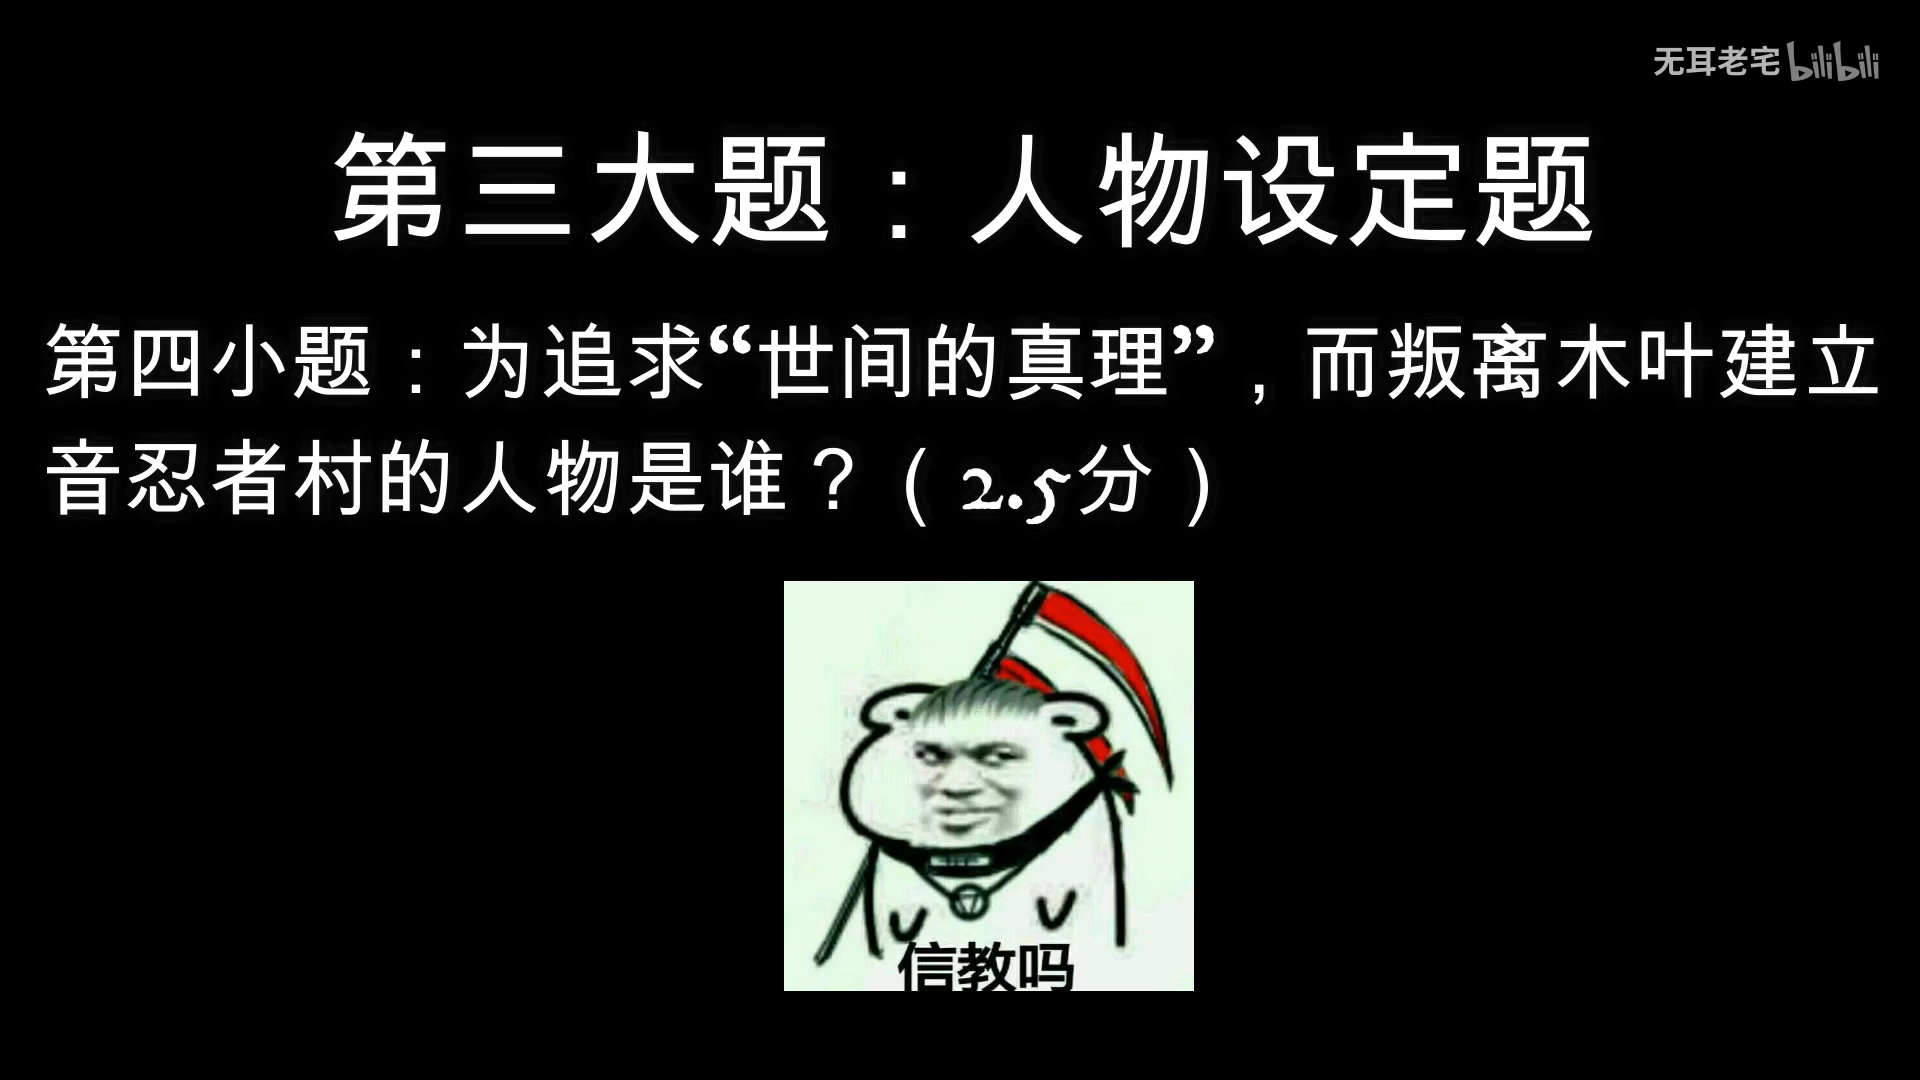 无耳老宅 bilibili
第三大题：人物设定题
第四小题：为追求“世间的真理”，而叛离木叶建立
音忍者村的人物是谁？（2.5分）
信教吗